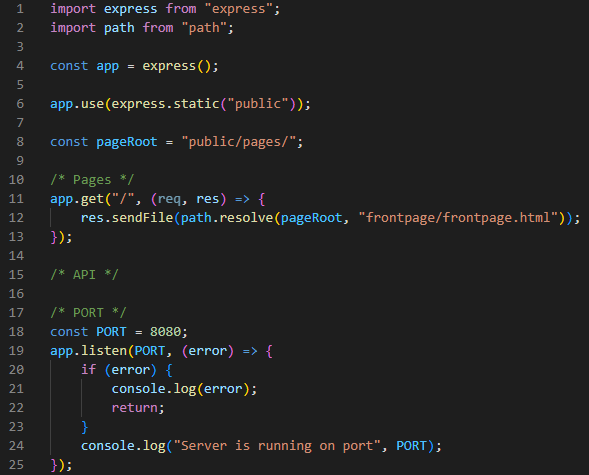 1 import express from "express";
2 import path from "path";
3
4 const app = express();
5
6 app.use(express.static("public"));
7
8 const pageRoot = "public/pages/";
9
10 /* Pages */
11 app.get("/", (req, res) => {
12     res.sendFile(path.resolve(pageRoot, "frontpage/frontpage.html"));
13 });
14
15 /* API */
16
17 /* PORT */
18 const PORT = 8080;
19 app.listen(PORT, (error) => {
20     if (error) {
21         console.log(error);
22         return;
23     }
24     console.log("Server is running on port", PORT);
25 });